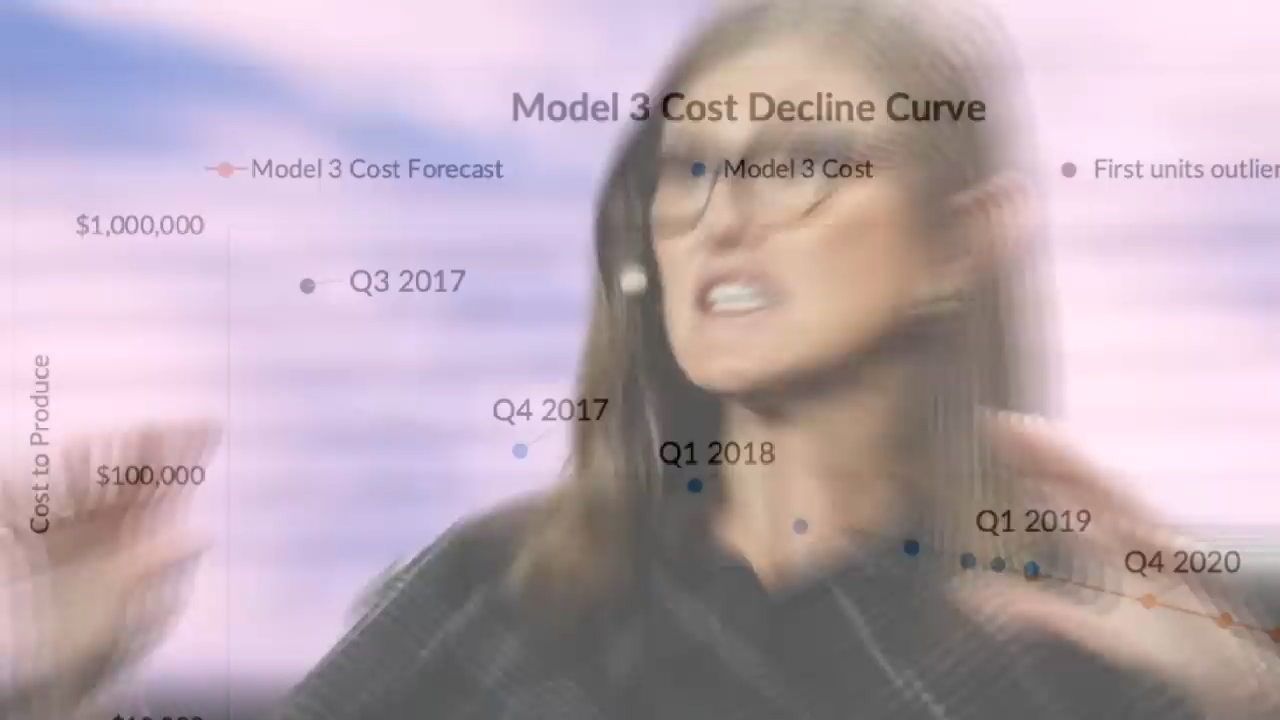 Model 3 Cost Decline Curve
Model 3 Cost Forecast
Model 3 Cost
First units outlier
$1,000,000
Q3 2017
Q4 2017
Q1 2018
$100,000
Q1 2019
Q4 2020
Cost to Produce